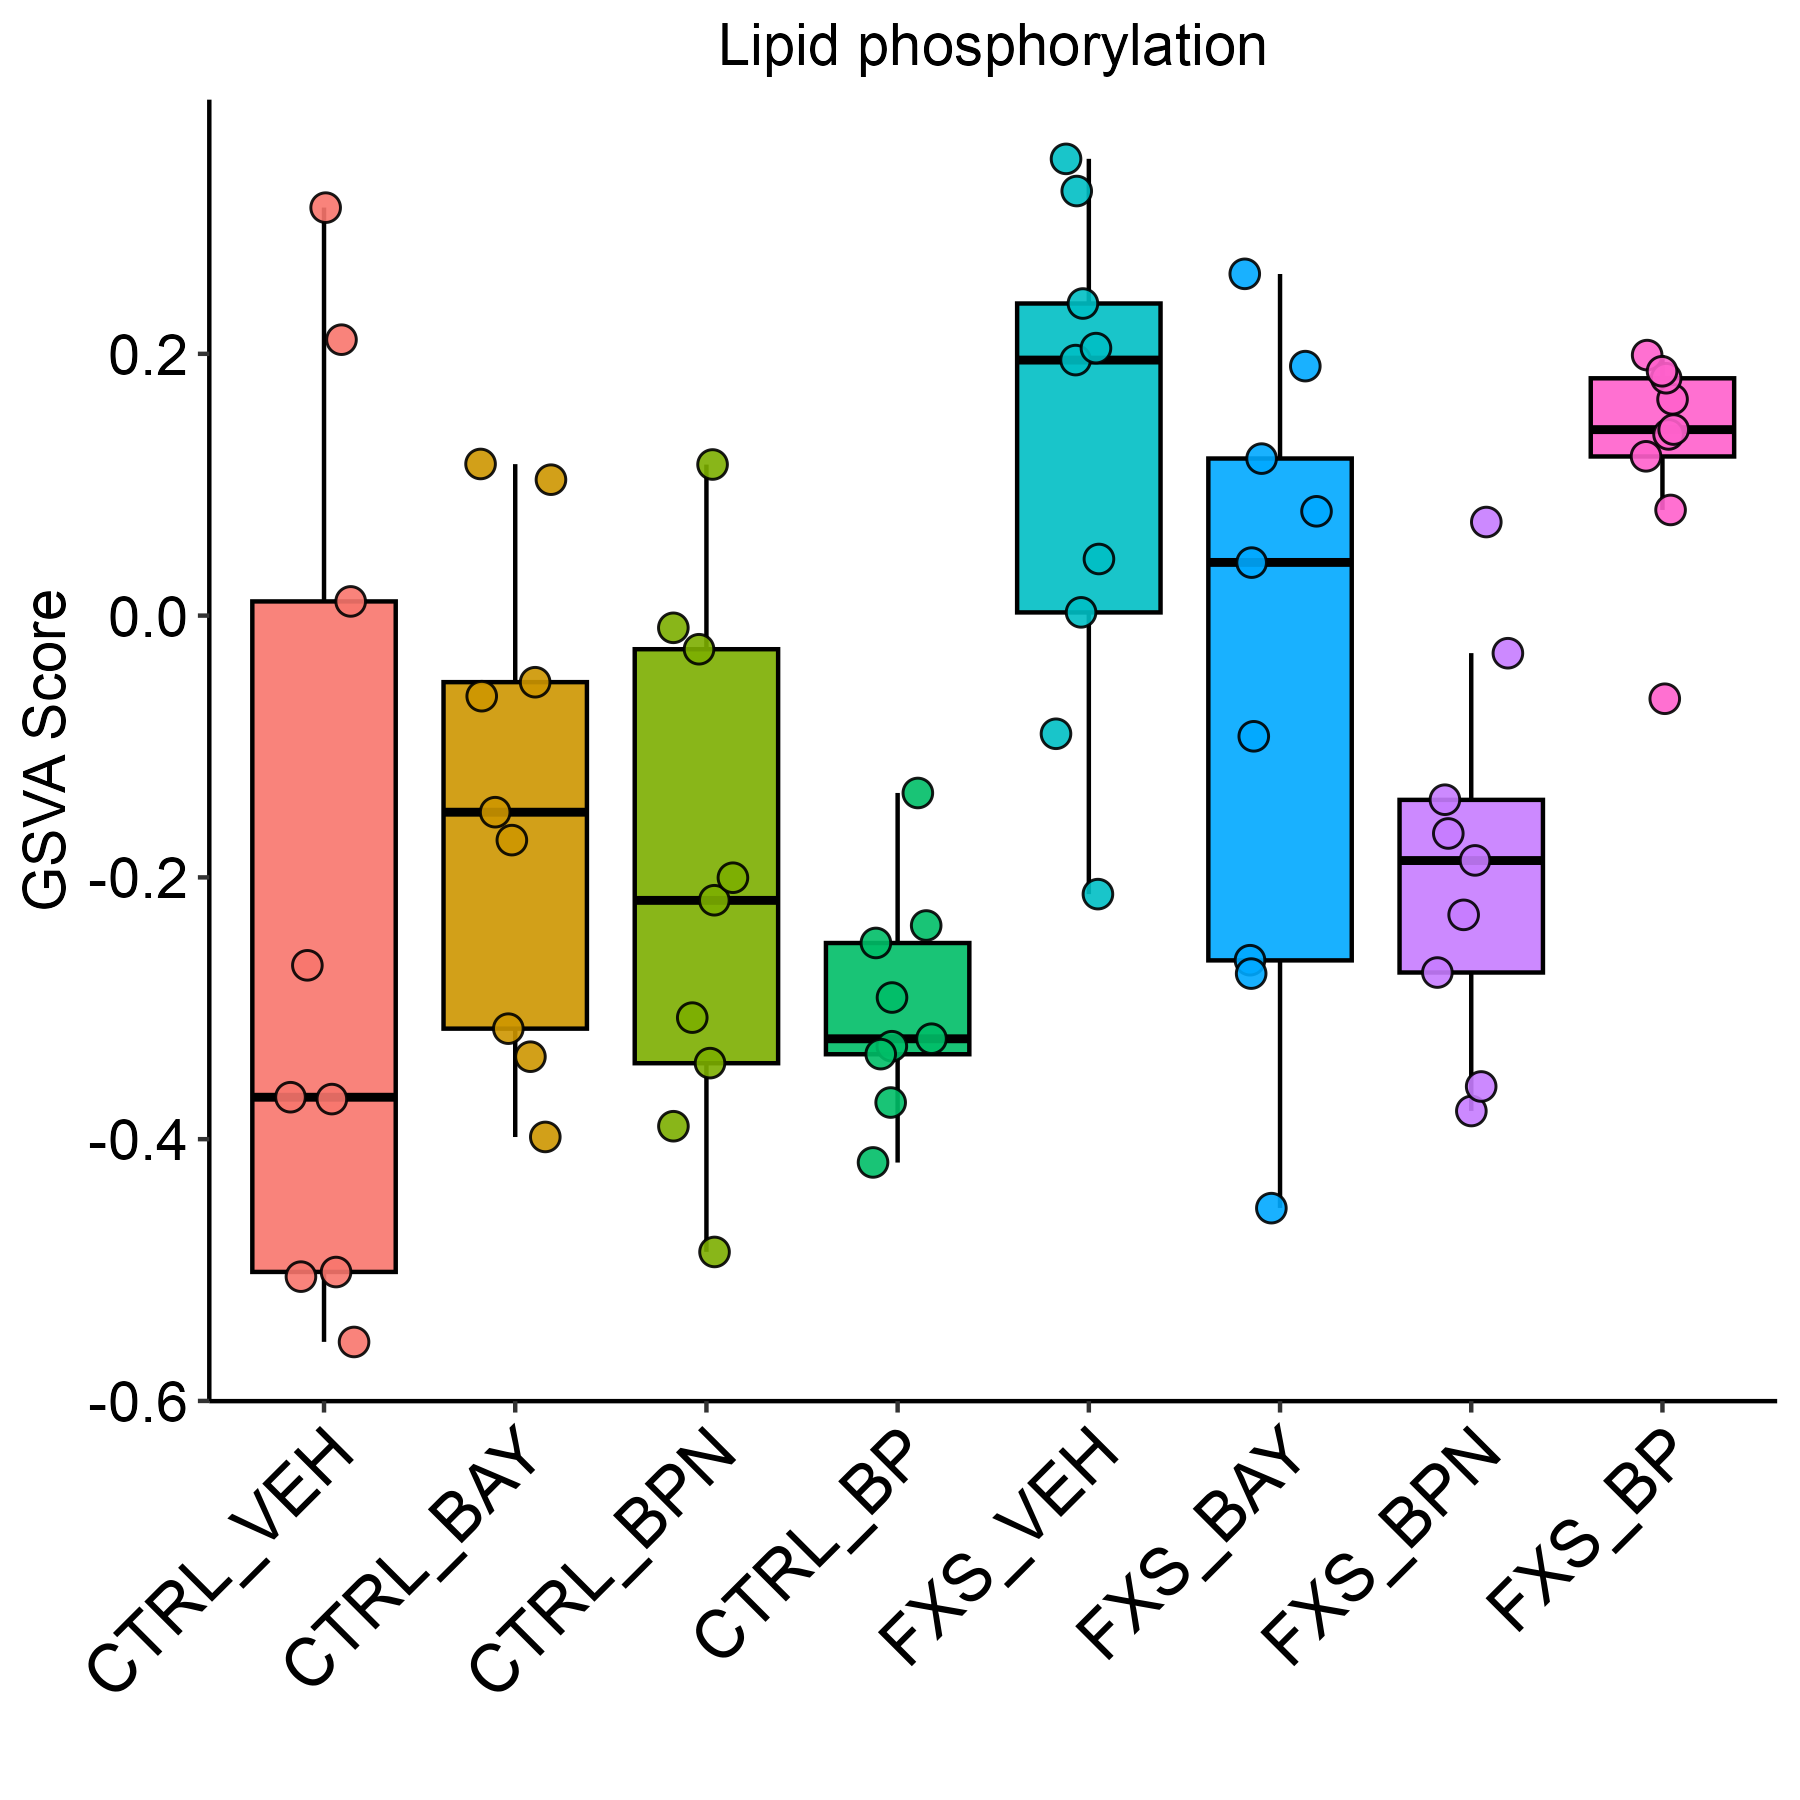 Lipid phosphorylation
GSVA Score
0.2
0.0
-0.2
-0.4
-0.6
CTRL_VEH
CTRL_BAY
CTRL_BPN
CTRL_BP
FXS_VEH
FXS_BAY
FXS_BPN
FXS_BP